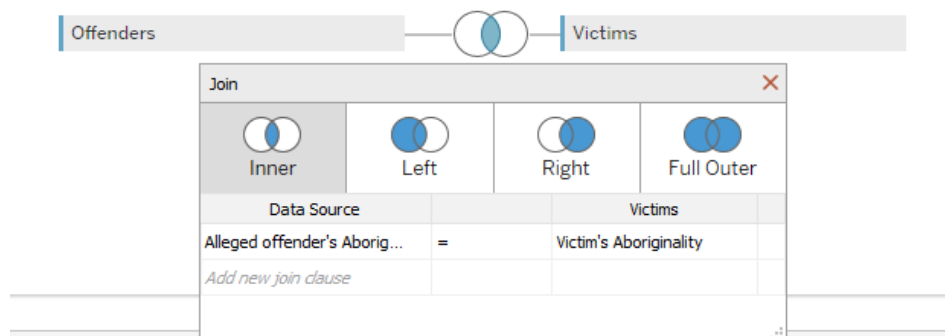 Offenders
Victims
Join
Inner
Left
Right
Full Outer
Data Source
Victims
Alleged offender's Aborig...
=
Victim's Aboriginality
Add new join clause